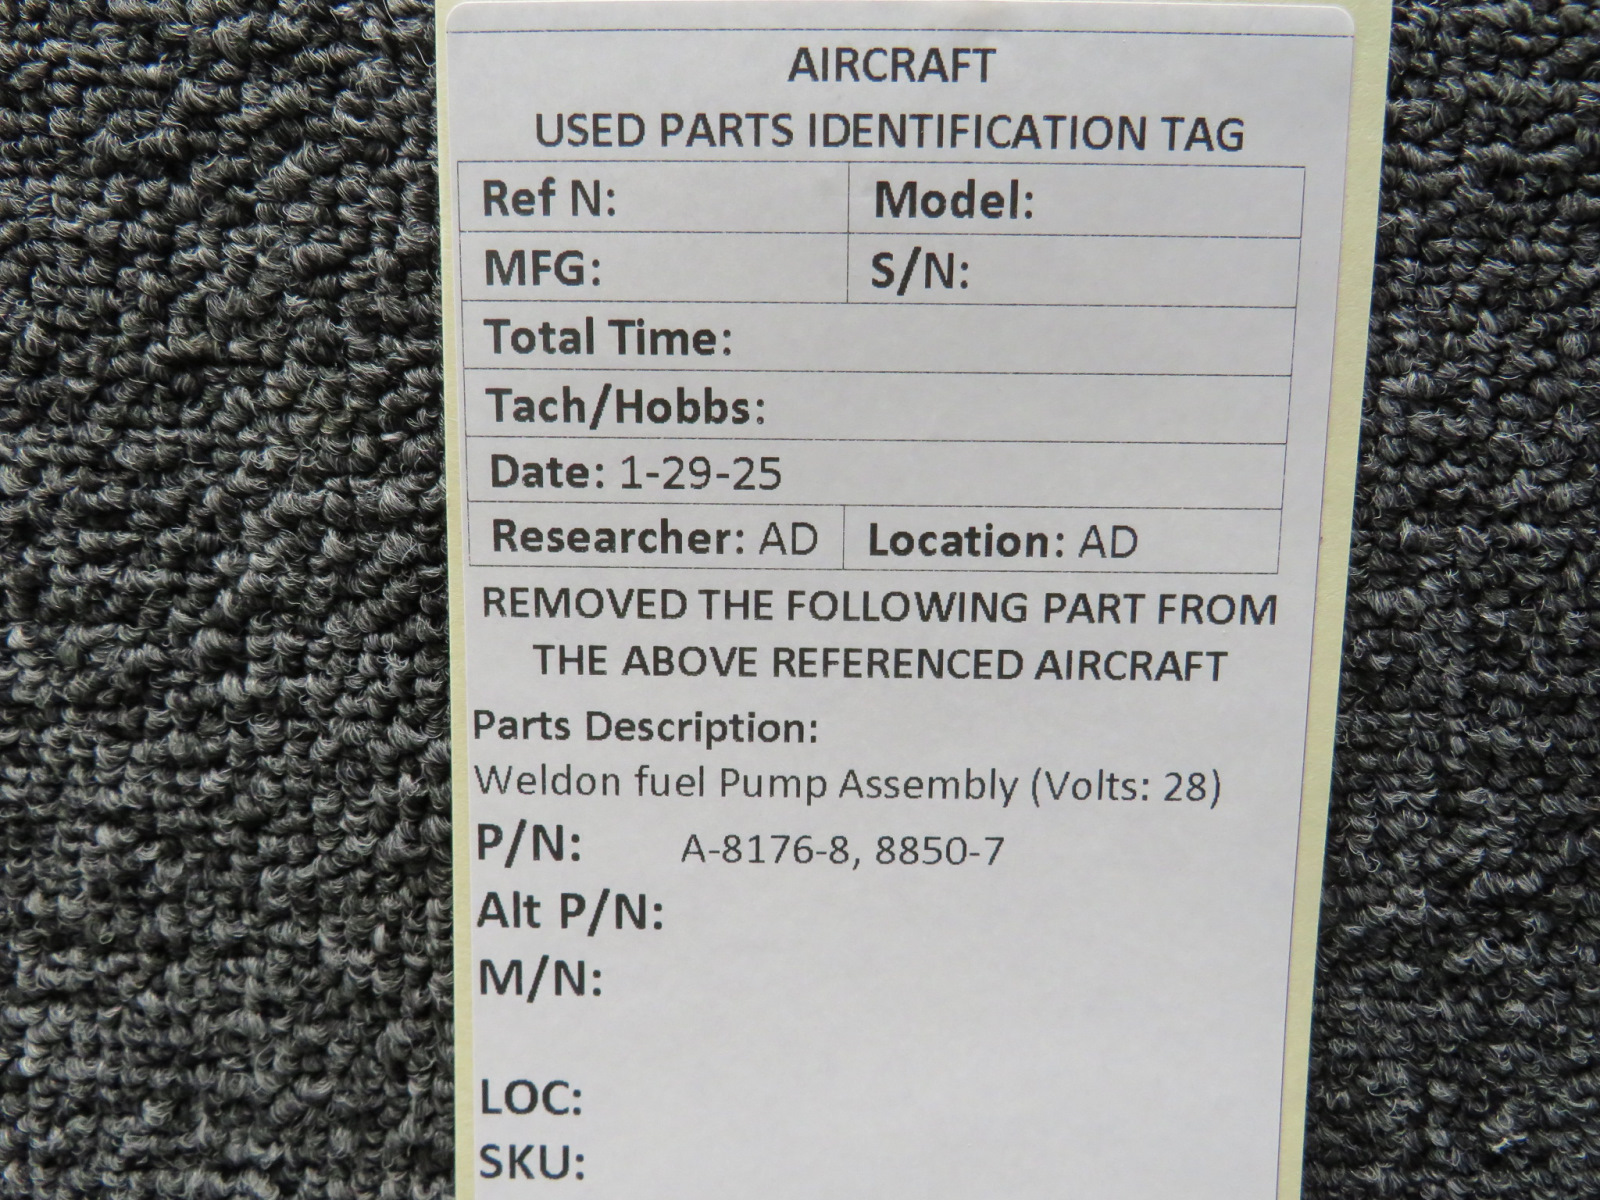 AIRCRAFT
USED PARTS IDENTIFICATION TAG
Ref N: Model:
MFG: S/N:
Total Time:
Tach/Hobbs:
Date: 1-29-25
Researcher: AD Location: AD
REMOVED THE FOLLOWING PART FROM
THE ABOVE REFERENCED AIRCRAFT
Parts Description:
Weldon fuel Pump Assembly (Volts: 28)
P/N: A-8176-8, 8850-7
Alt P/N:
M/N:
LOC:
SKU: